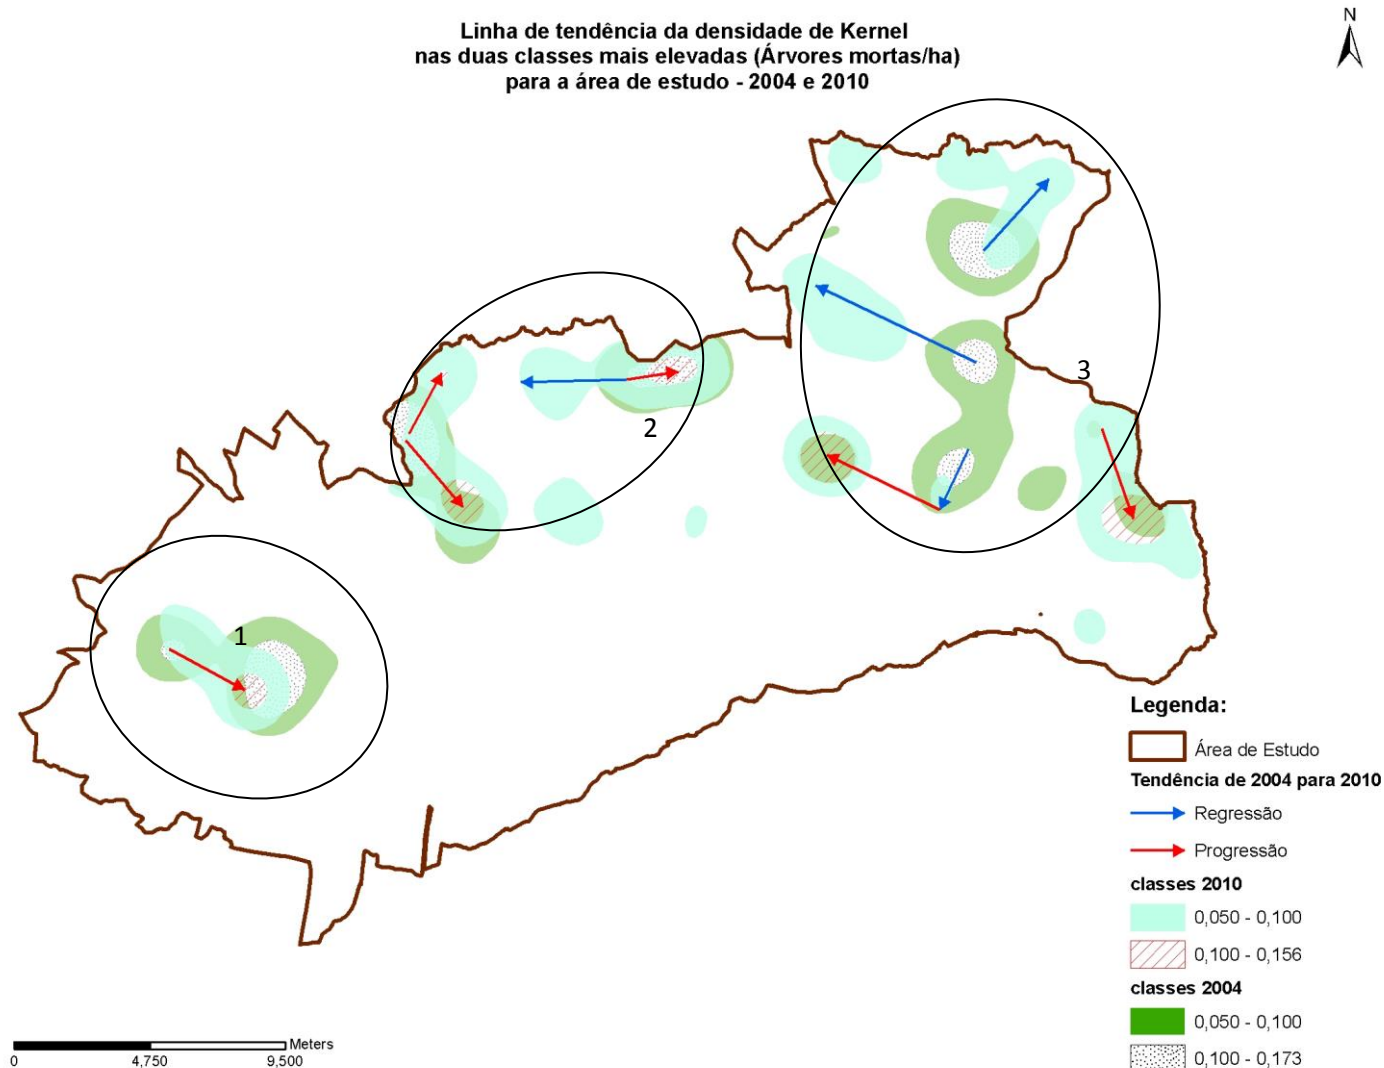 Linha de tendência da densidade de Kernel
nas duas classes mais elevadas (Árvores mortas/ha)
para a área de estudo - 2004 e 2010
N
3
2
1
Legenda:
Área de Estudo
Tendência de 2004 para 2010
Regressão
Progressão
classes 2010
0,050 - 0,100
0,100 - 0,156
classes 2004
0,050 - 0,100
0,100 - 0,173
Meters
0 4,750 9,500